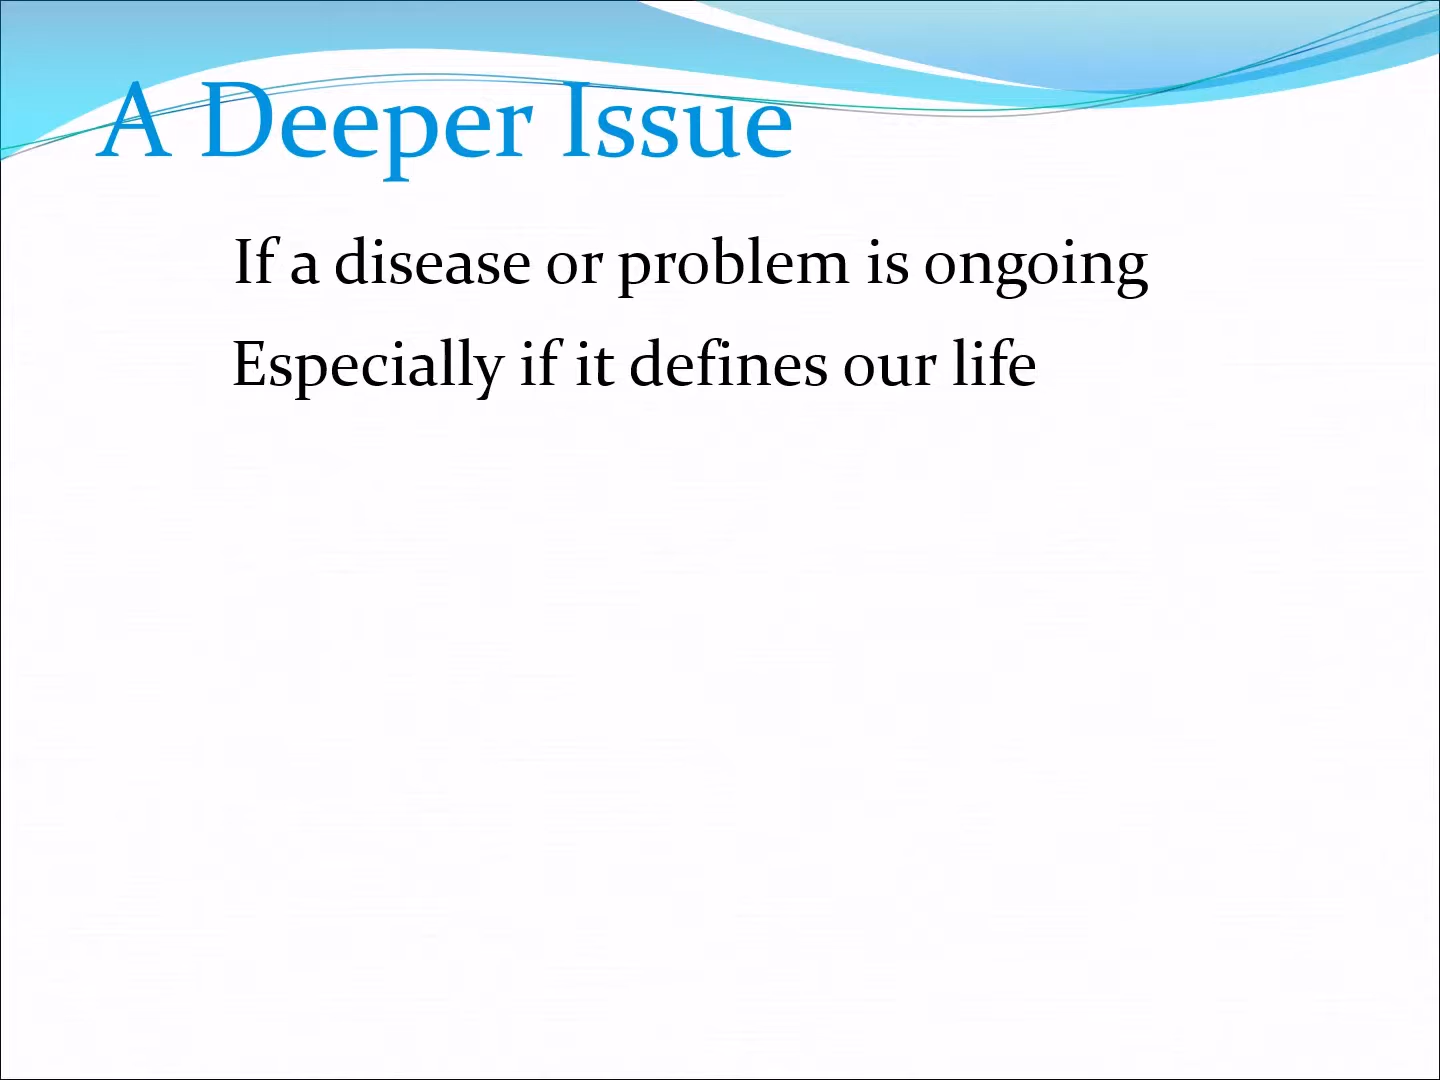 A Deeper Issue
If a disease or problem is ongoing
Especially if it defines our life